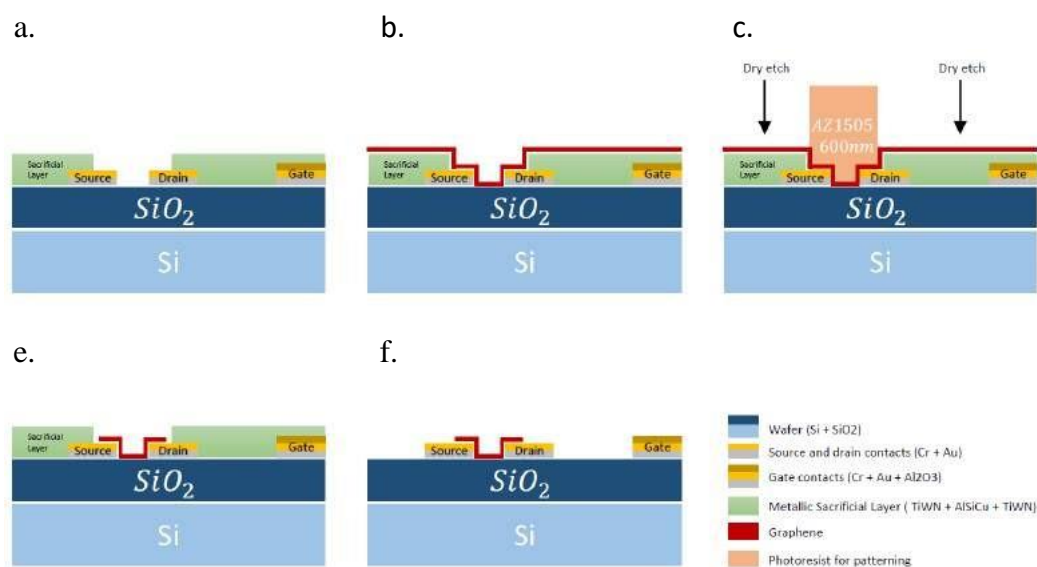 a.
b.
c.
Dry etch
Dry etch
AZ1505
600nm
Sacrificial
Layer
Source
Drain
Gate
SiO2
Si
Sacrificial
Layer
Source
Drain
Gate
SiO2
Si
Sacrificial
Layer
Source
Drain
Gate
SiO2
Si
e.
f.
Sacrificial
Layer
Source
Drain
Gate
SiO2
Si
Source
Drain
Gate
SiO2
Si
Wafer (Si + SiO2)
Source and drain contacts (Cr + Au)
Gate contacts (Cr + Au + Al2O3)
Metallic Sacrificial Layer ( TiWN + AlSiCu + TiWN)
Graphene
Photoresist for patterning